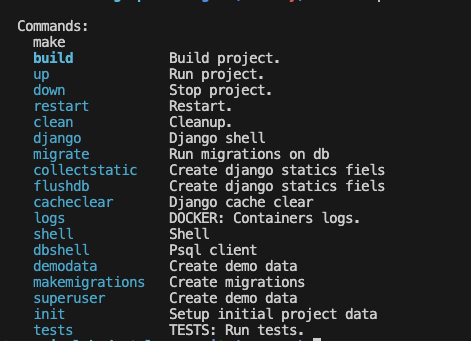 Commands:
make
build Build project.
up Run project.
down Stop project.
restart Restart.
clean Cleanup.
django Django shell
migrate Run migrations on db
collectstatic Create django statics fiels
flushdb Create django statics fiels
cacheclear Django cache clear
logs DOCKER: Containers logs.
shell Shell
dbshell Psql client
demodata Create demo data
makemigrations Create migrations
superuser Create demo data
init Setup initial project data
tests TESTS: Run tests.